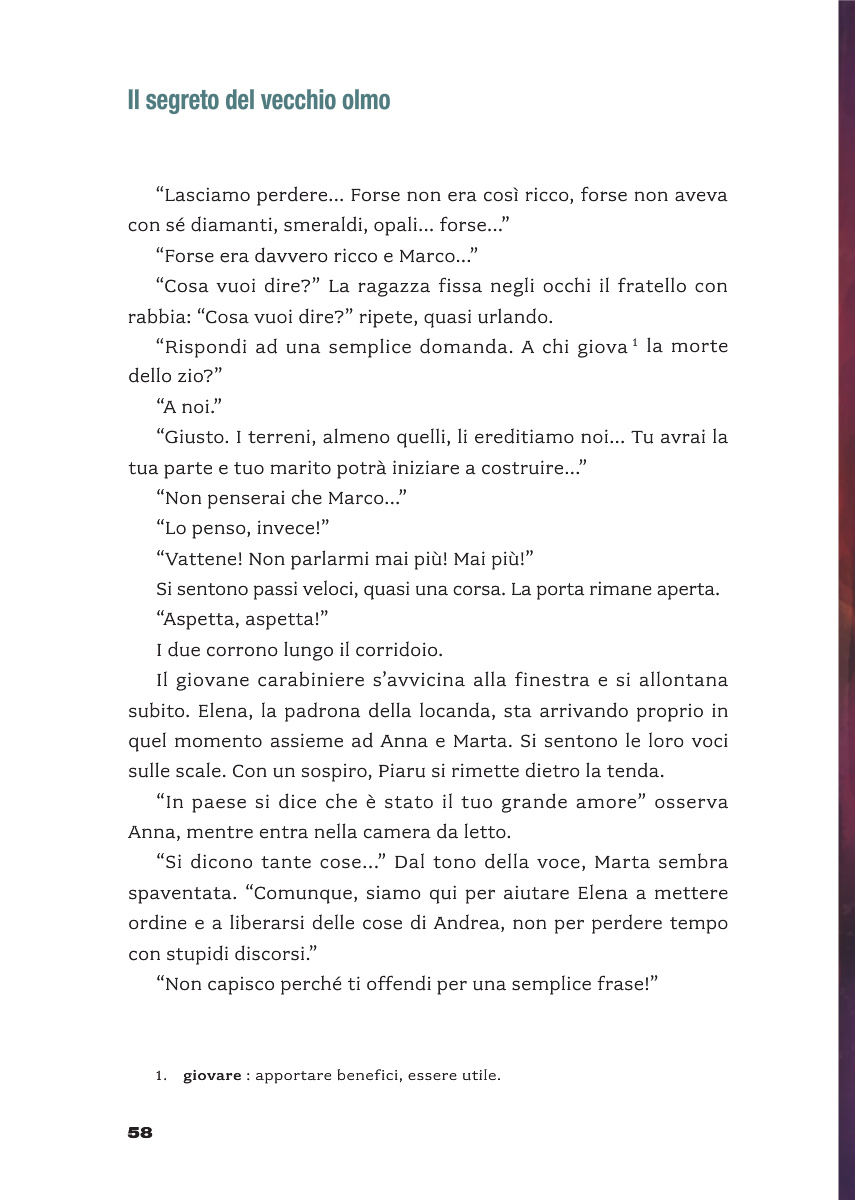 Il segreto del vecchio olmo
“Lasciamo perdere... Forse non era così ricco, forse non aveva
con sé diamanti, smeraldi, opali... forse...”
“Forse era davvero ricco e Marco...”
“Cosa vuoi dire?” La ragazza fissa negli occhi il fratello con
rabbia: “Cosa vuoi dire?” ripete, quasi urlando.
“Rispondi ad una semplice domanda. A chi giova ¹ la morte
dello zio?”
“A noi.”
“Giusto. I terreni, almeno quelli, li ereditiamo noi... Tu avrai la
tua parte e tuo marito potrà iniziare a costruire...”
“Non penserai che Marco...”
“Lo penso, invece!”
“Vattene! Non parlarmi mai più! Mai più!”
Si sentono passi veloci, quasi una corsa. La porta rimane aperta.
“Aspetta, aspetta!”
I due corrono lungo il corridoio.
Il giovane carabiniere s’avvicina alla finestra e si allontana
subito. Elena, la padrona della locanda, sta arrivando proprio in
quel momento assieme ad Anna e Marta. Si sentono le loro voci
sulle scale. Con un sospiro, Piaru si rimette dietro la tenda.
“In paese si dice che è stato il tuo grande amore” osserva
Anna, mentre entra nella camera da letto.
“Si dicono tante cose...” Dal tono della voce, Marta sembra
spaventata. “Comunque, siamo qui per aiutare Elena a mettere
ordine e a liberarsi delle cose di Andrea, non per perdere tempo
con stupidi discorsi.”
“Non capisco perché ti offendi per una semplice frase!”
1. giovare : apportare benefici, essere utile.
58